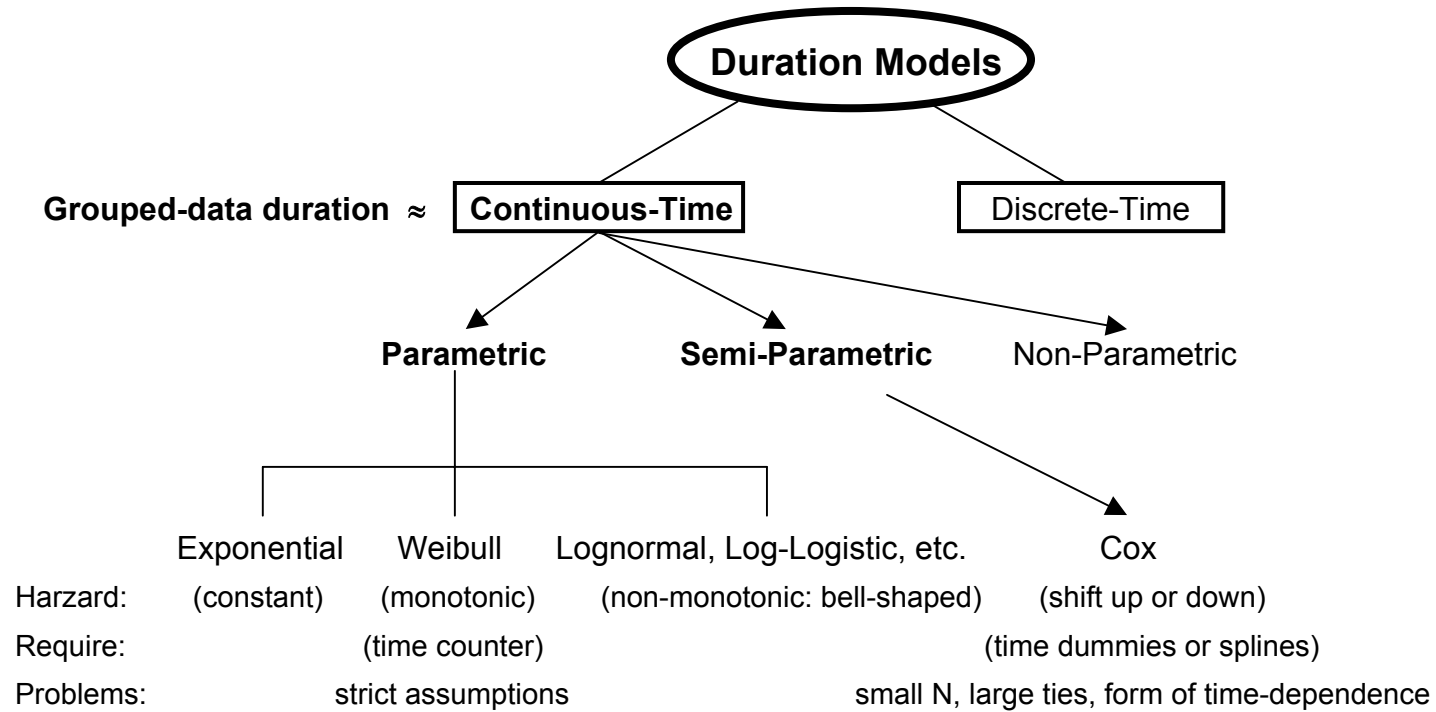 Duration Models
Grouped-data duration ≈ Continuous-Time Discrete-Time
Parametric Semi-Parametric Non-Parametric
Exponential Weibull Lognormal, Log-Logistic, etc. Cox
Harzard: (constant) (monotonic) (non-monotonic: bell-shaped) (shift up or down)
Require: (time counter) (time dummies or splines)
Problems: strict assumptions small N, large ties, form of time-dependence